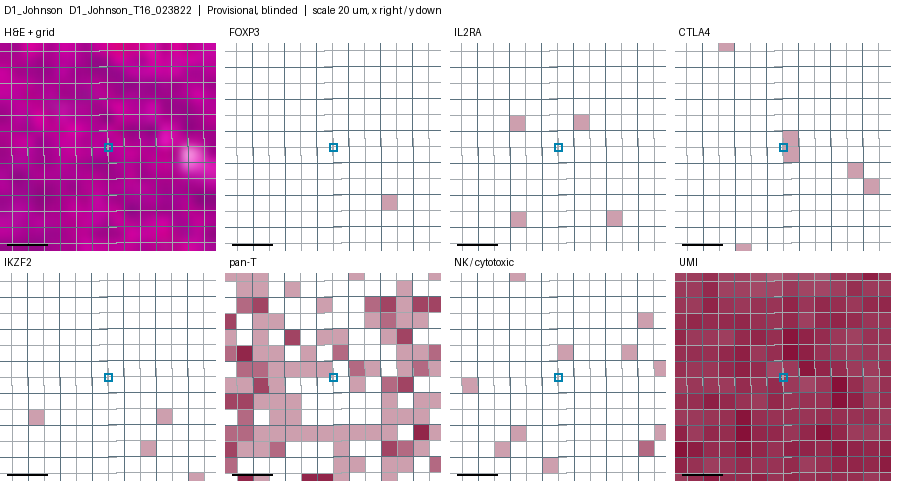 D1_Johnson D1_Johnson_T16_023822 | Provisional, blinded | scale 20 um, x right / y down
H&E + grid
FOXP3
IL2RA
CTLA4
IKZF2
pan-T
NK / cytotoxic
UMI